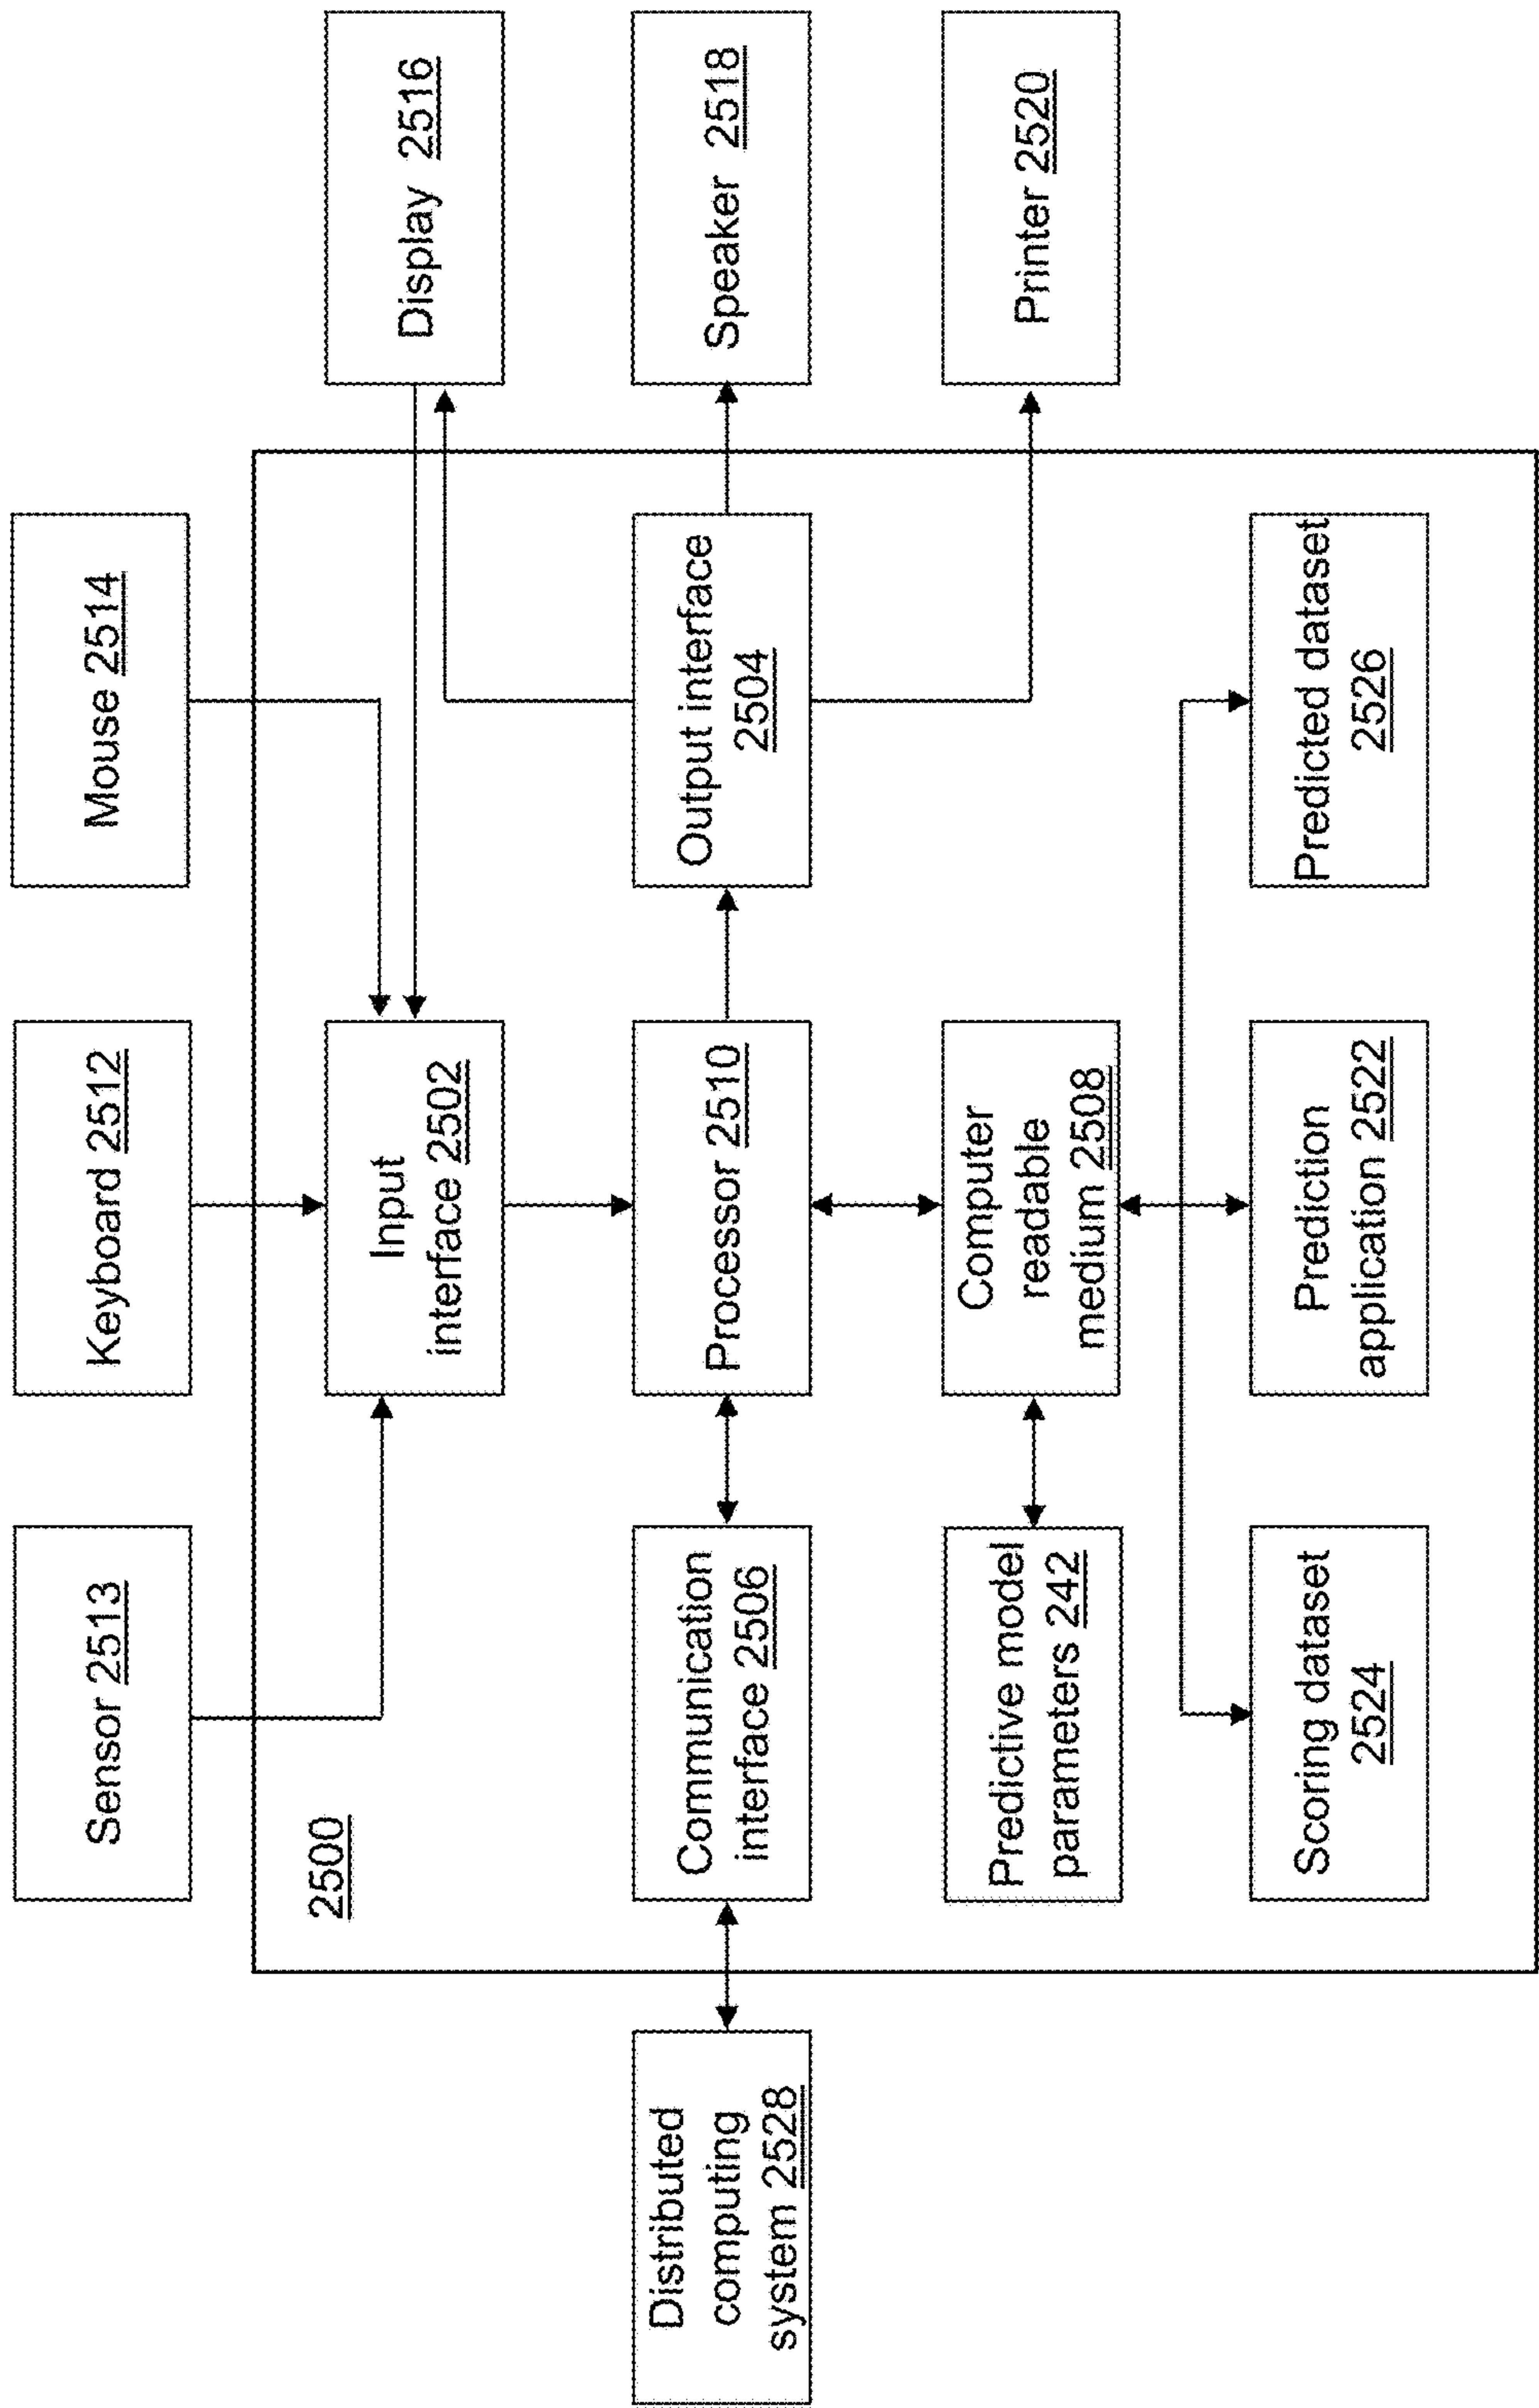 Sensor 2513
Keyboard 2512
Mouse 2514
2500
Input
interface 2502
Display 2516
Distributed
computing
system 2528
Communication
interface 2506
Processor 2510
Output interface
2504
Speaker 2518
Predictive model
parameters 242
Computer
readable
medium 2508
Printer 2520
Scoring dataset
2524
Prediction
application 2522
Predicted dataset
2526